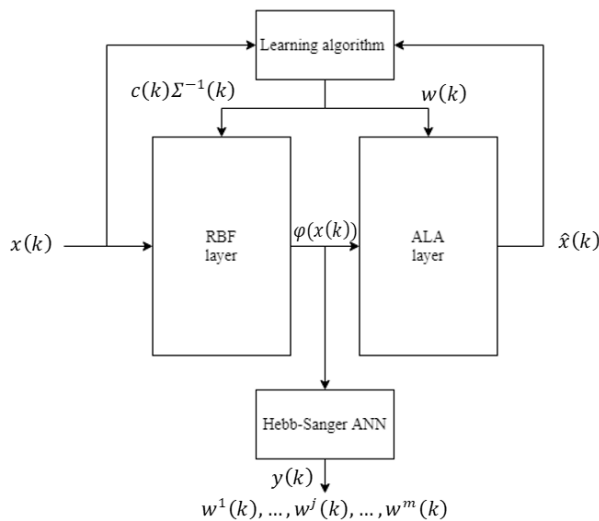 Learning algorithm
c(k)Σ⁻¹(k)
w(k)
x(k)
RBF
layer
φ(x(k))
ALA
layer
x̂(k)
Hebb-Sanger ANN
y(k)
w¹(k), …, wʲ(k), …, wᵐ(k)